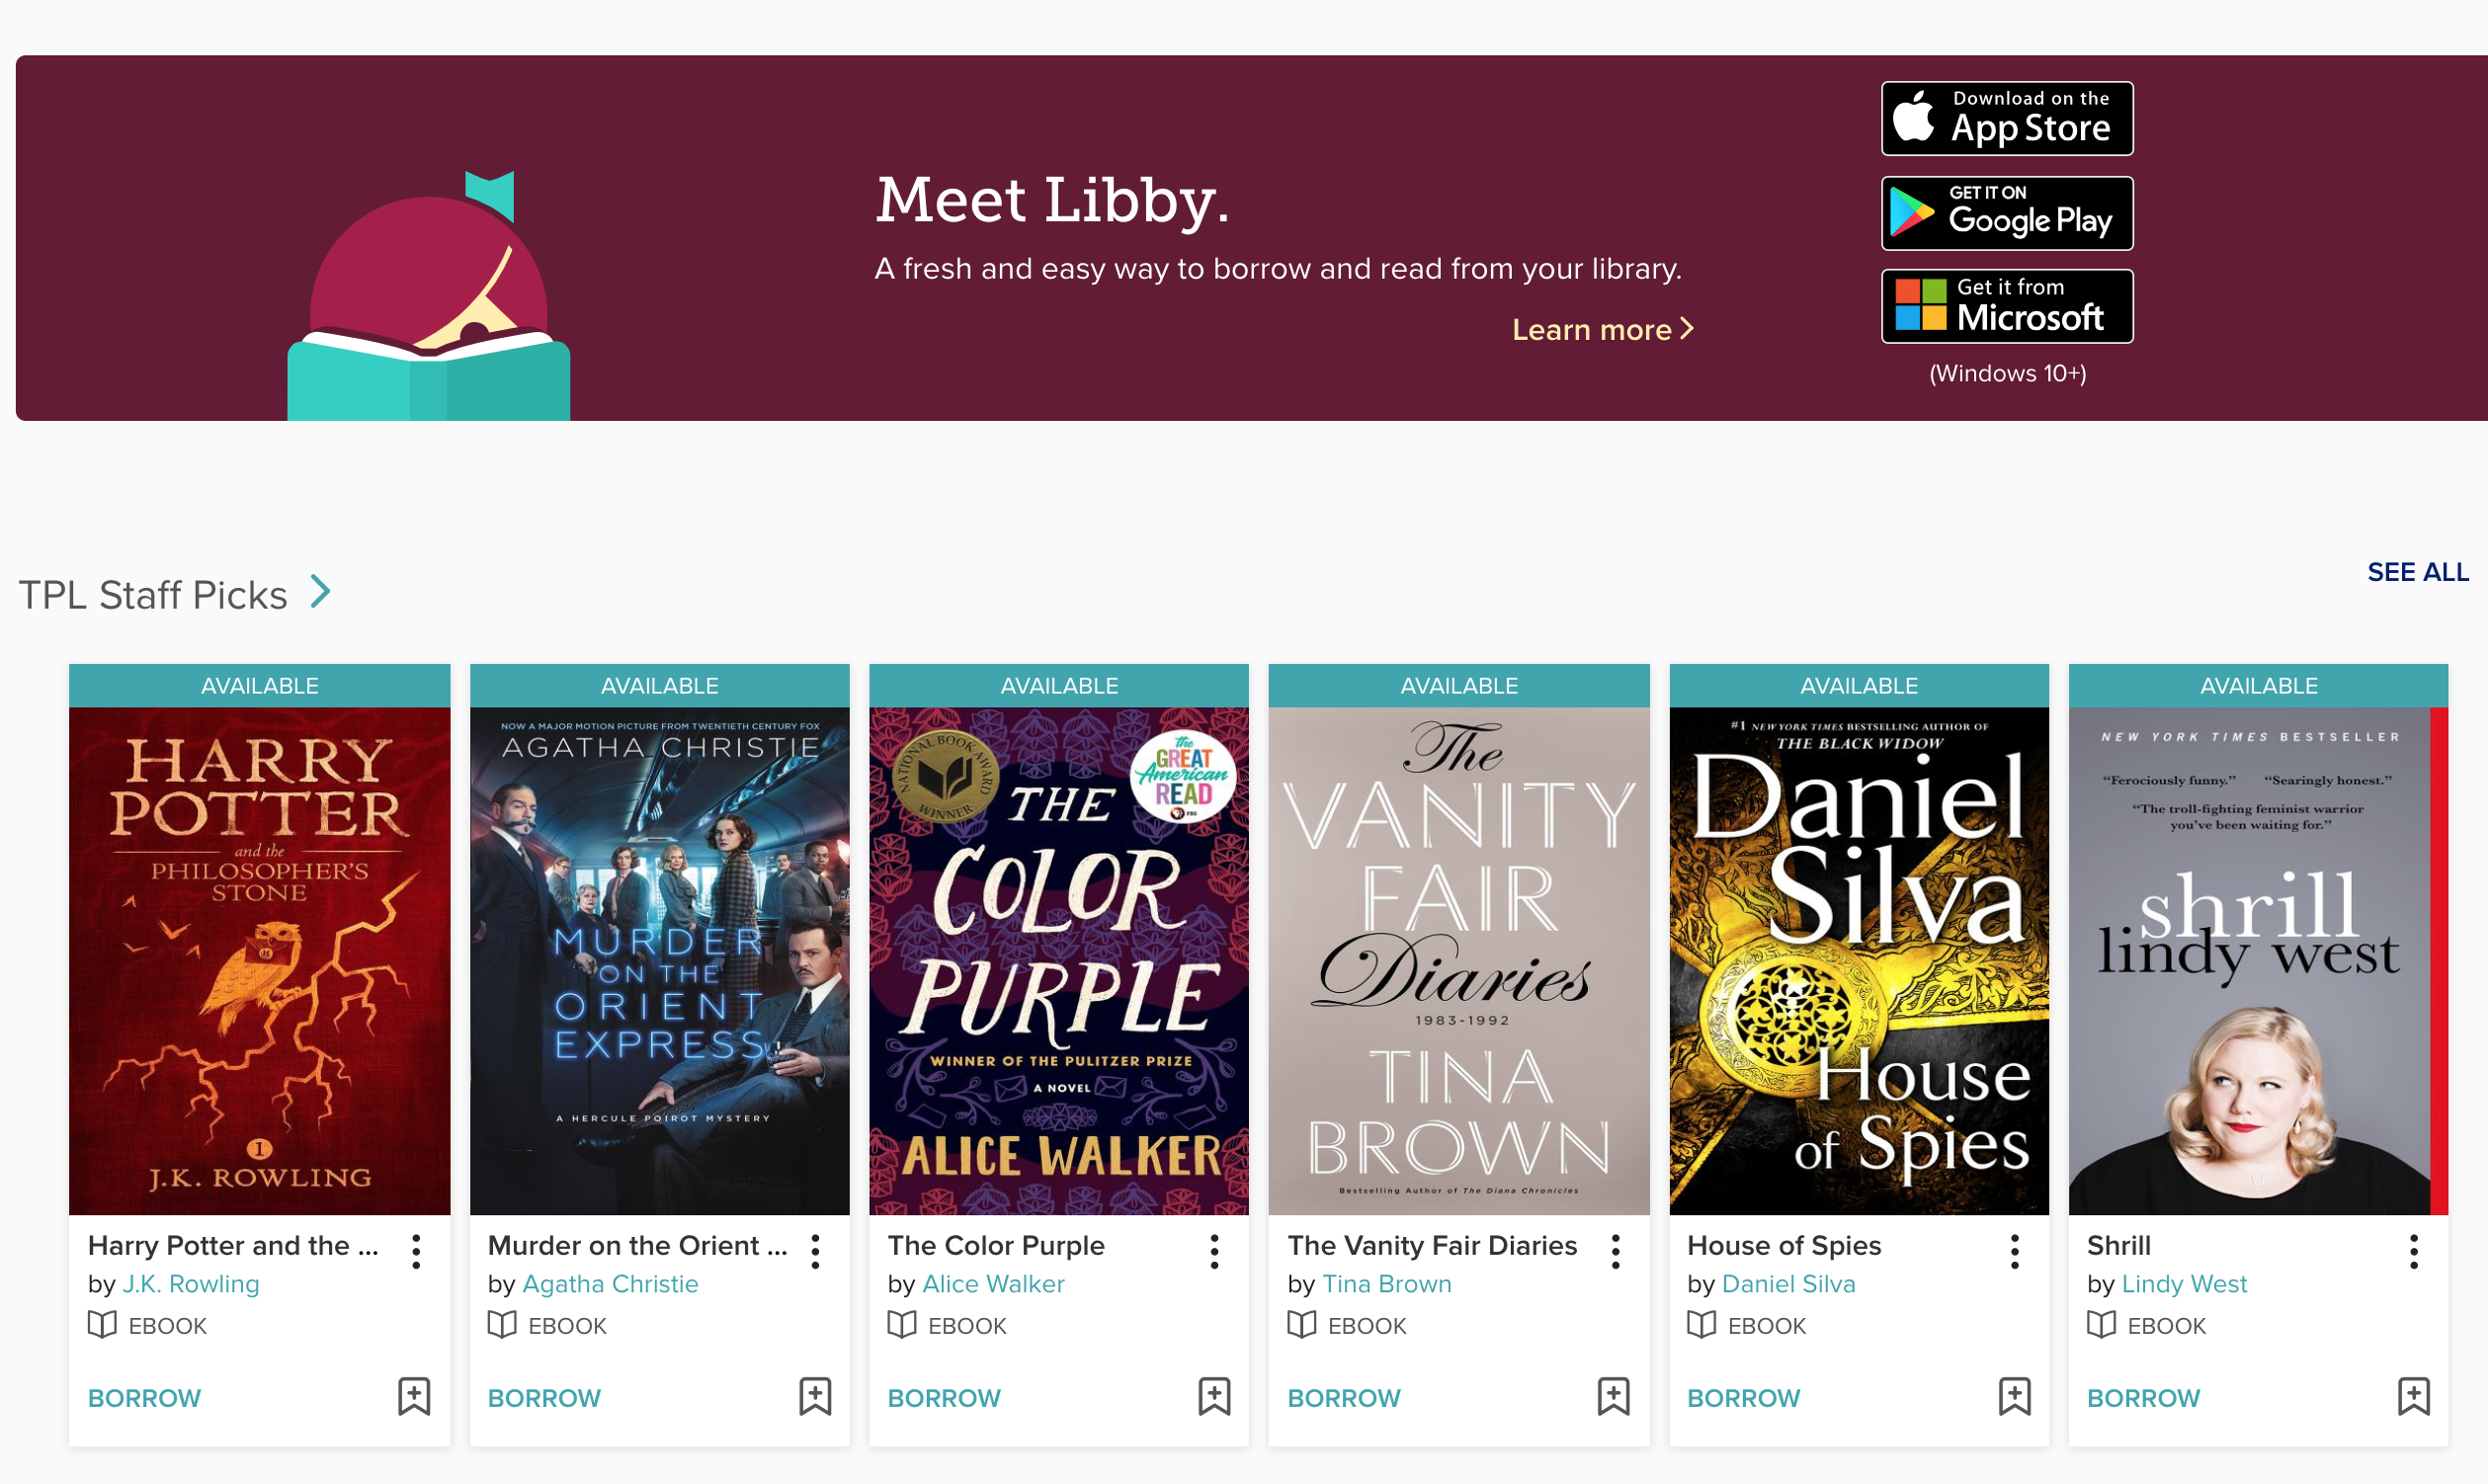 Meet Libby.
A fresh and easy way to borrow and read from your library.
Learn more
Download on the
App Store
GET IT ON
Google Play
Get it from
Microsoft
(Windows 10+)
TPL Staff Picks
SEE ALL
AVAILABLE
HARRY
POTTER
and the
PHILOSOPHER'S
STONE
1
J.K. ROWLING
Harry Potter and the ...
by J.K. Rowling
EBOOK
BORROW
AVAILABLE
NOW A MAJOR MOTION PICTURE FROM TWENTIETH CENTURY FOX
AGATHA CHRISTIE
MURDER
ON THE
ORIENT
EXPRESS
A HERCULE POIROT MYSTERY
Murder on the Orient ...
by Agatha Christie
EBOOK
BORROW
AVAILABLE
NATIONAL BOOK AWARD
WINNER
the
GREAT
American
READ
PBS
THE
COLOR
PURPLE
WINNER OF THE PULITZER PRIZE
A NOVEL
ALICE WALKER
The Color Purple
by Alice Walker
EBOOK
BORROW
AVAILABLE
The
VANITY
FAIR
Diaries
1983-1992
TINA
BROWN
Bestselling Author of The Diana Chronicles
The Vanity Fair Diaries
by Tina Brown
EBOOK
BORROW
AVAILABLE
#1 NEW YORK TIMES BESTSELLING AUTHOR OF
THE BLACK WIDOW
Daniel
Silva
House
of Spies
House of Spies
by Daniel Silva
EBOOK
BORROW
AVAILABLE
NEW YORK TIMES BESTSELLER
“Ferociously funny.” “Searingly honest.”
“The troll-fighting feminist warrior
you’ve been waiting for.”
shrill
lindy west
Shrill
by Lindy West
EBOOK
BORROW